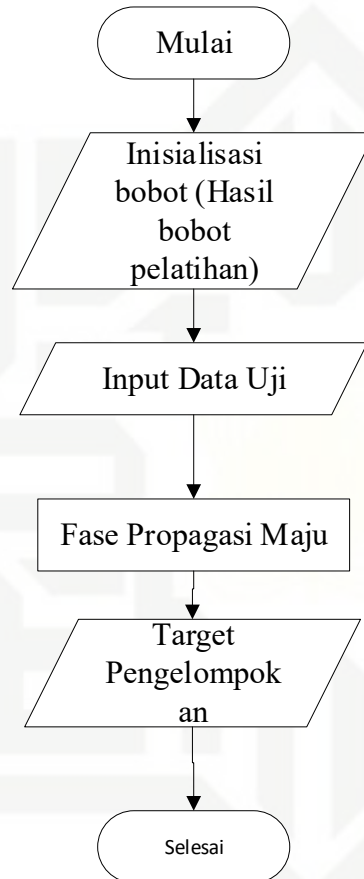 Mulai
Inisialisasi
bobot (Hasil
bobot
pelatihan)
Input Data Uji
Fase Propagasi Maju
Target
Pengelompok
an
Selesai